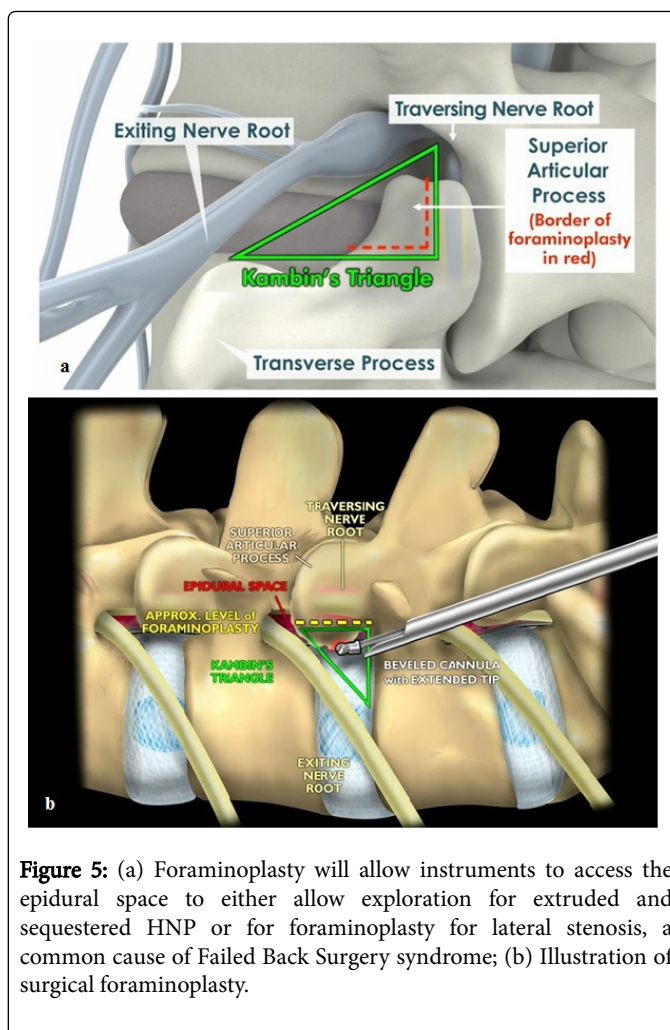 Traversing Nerve Root
Exiting Nerve Root
Superior
Articular
Process
(Border of
foraminoplasty
in red)
Kambin's Triangle
Transverse Process
a
TRAVERSING
NERVE
ROOT
SUPERIOR
ARTICULAR
PROCESS
EPIDURAL SPACE
APPROX. LEVEL of
FORAMINOPLASTY
KAMBIN'S
TRIANGLE
BEVELED CANNULA
with EXTENDED TIP
EXITING
NERVE
ROOT
b
Figure 5: (a) Foraminoplasty will allow instruments to access the
epidural space to either allow exploration for extruded and
sequestered HNP or for foraminoplasty for lateral stenosis, a
common cause of Failed Back Surgery syndrome; (b) Illustration of
surgical foraminoplasty.